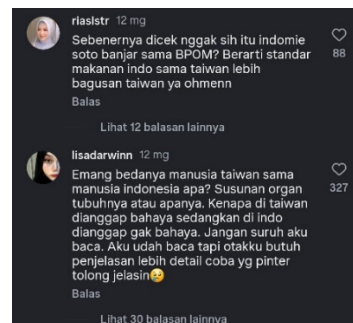 riaslstr 12 mg
Sebenernya dicek nggak sih itu indomie
soto banjar sama BPOM? Berarti standar
makanan indo sama taiwan lebih
bagusan taiwan ya ohmenn
88
Balas
Lihat 12 balasan lainnya
lisadarwinn 12 mg
Emang bedanya manusia taiwan sama
manusia indonesia apa? Susunan organ
tubuhnya atau apanya. Kenapa di taiwan
dianggap bahaya sedangkan di indo
dianggap gak bahaya. Jangan suruh aku
baca. Aku udah baca tapi otakku butuh
penjelasan lebih detail coba yg pinter
tolong jelasin😥
327
Balas
Lihat 30 balasan lainnya